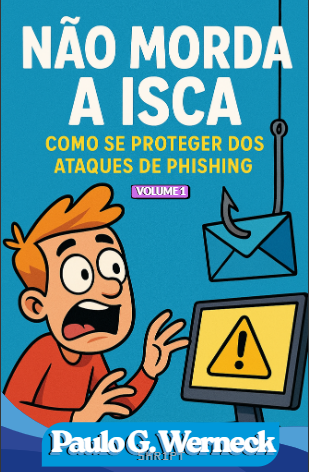 NÃO MORDA
A ISCA
COMO SE PROTEGER DOS
ATAQUES DE PHISHING
VOLUME 1
!
Paulo G. Werneck